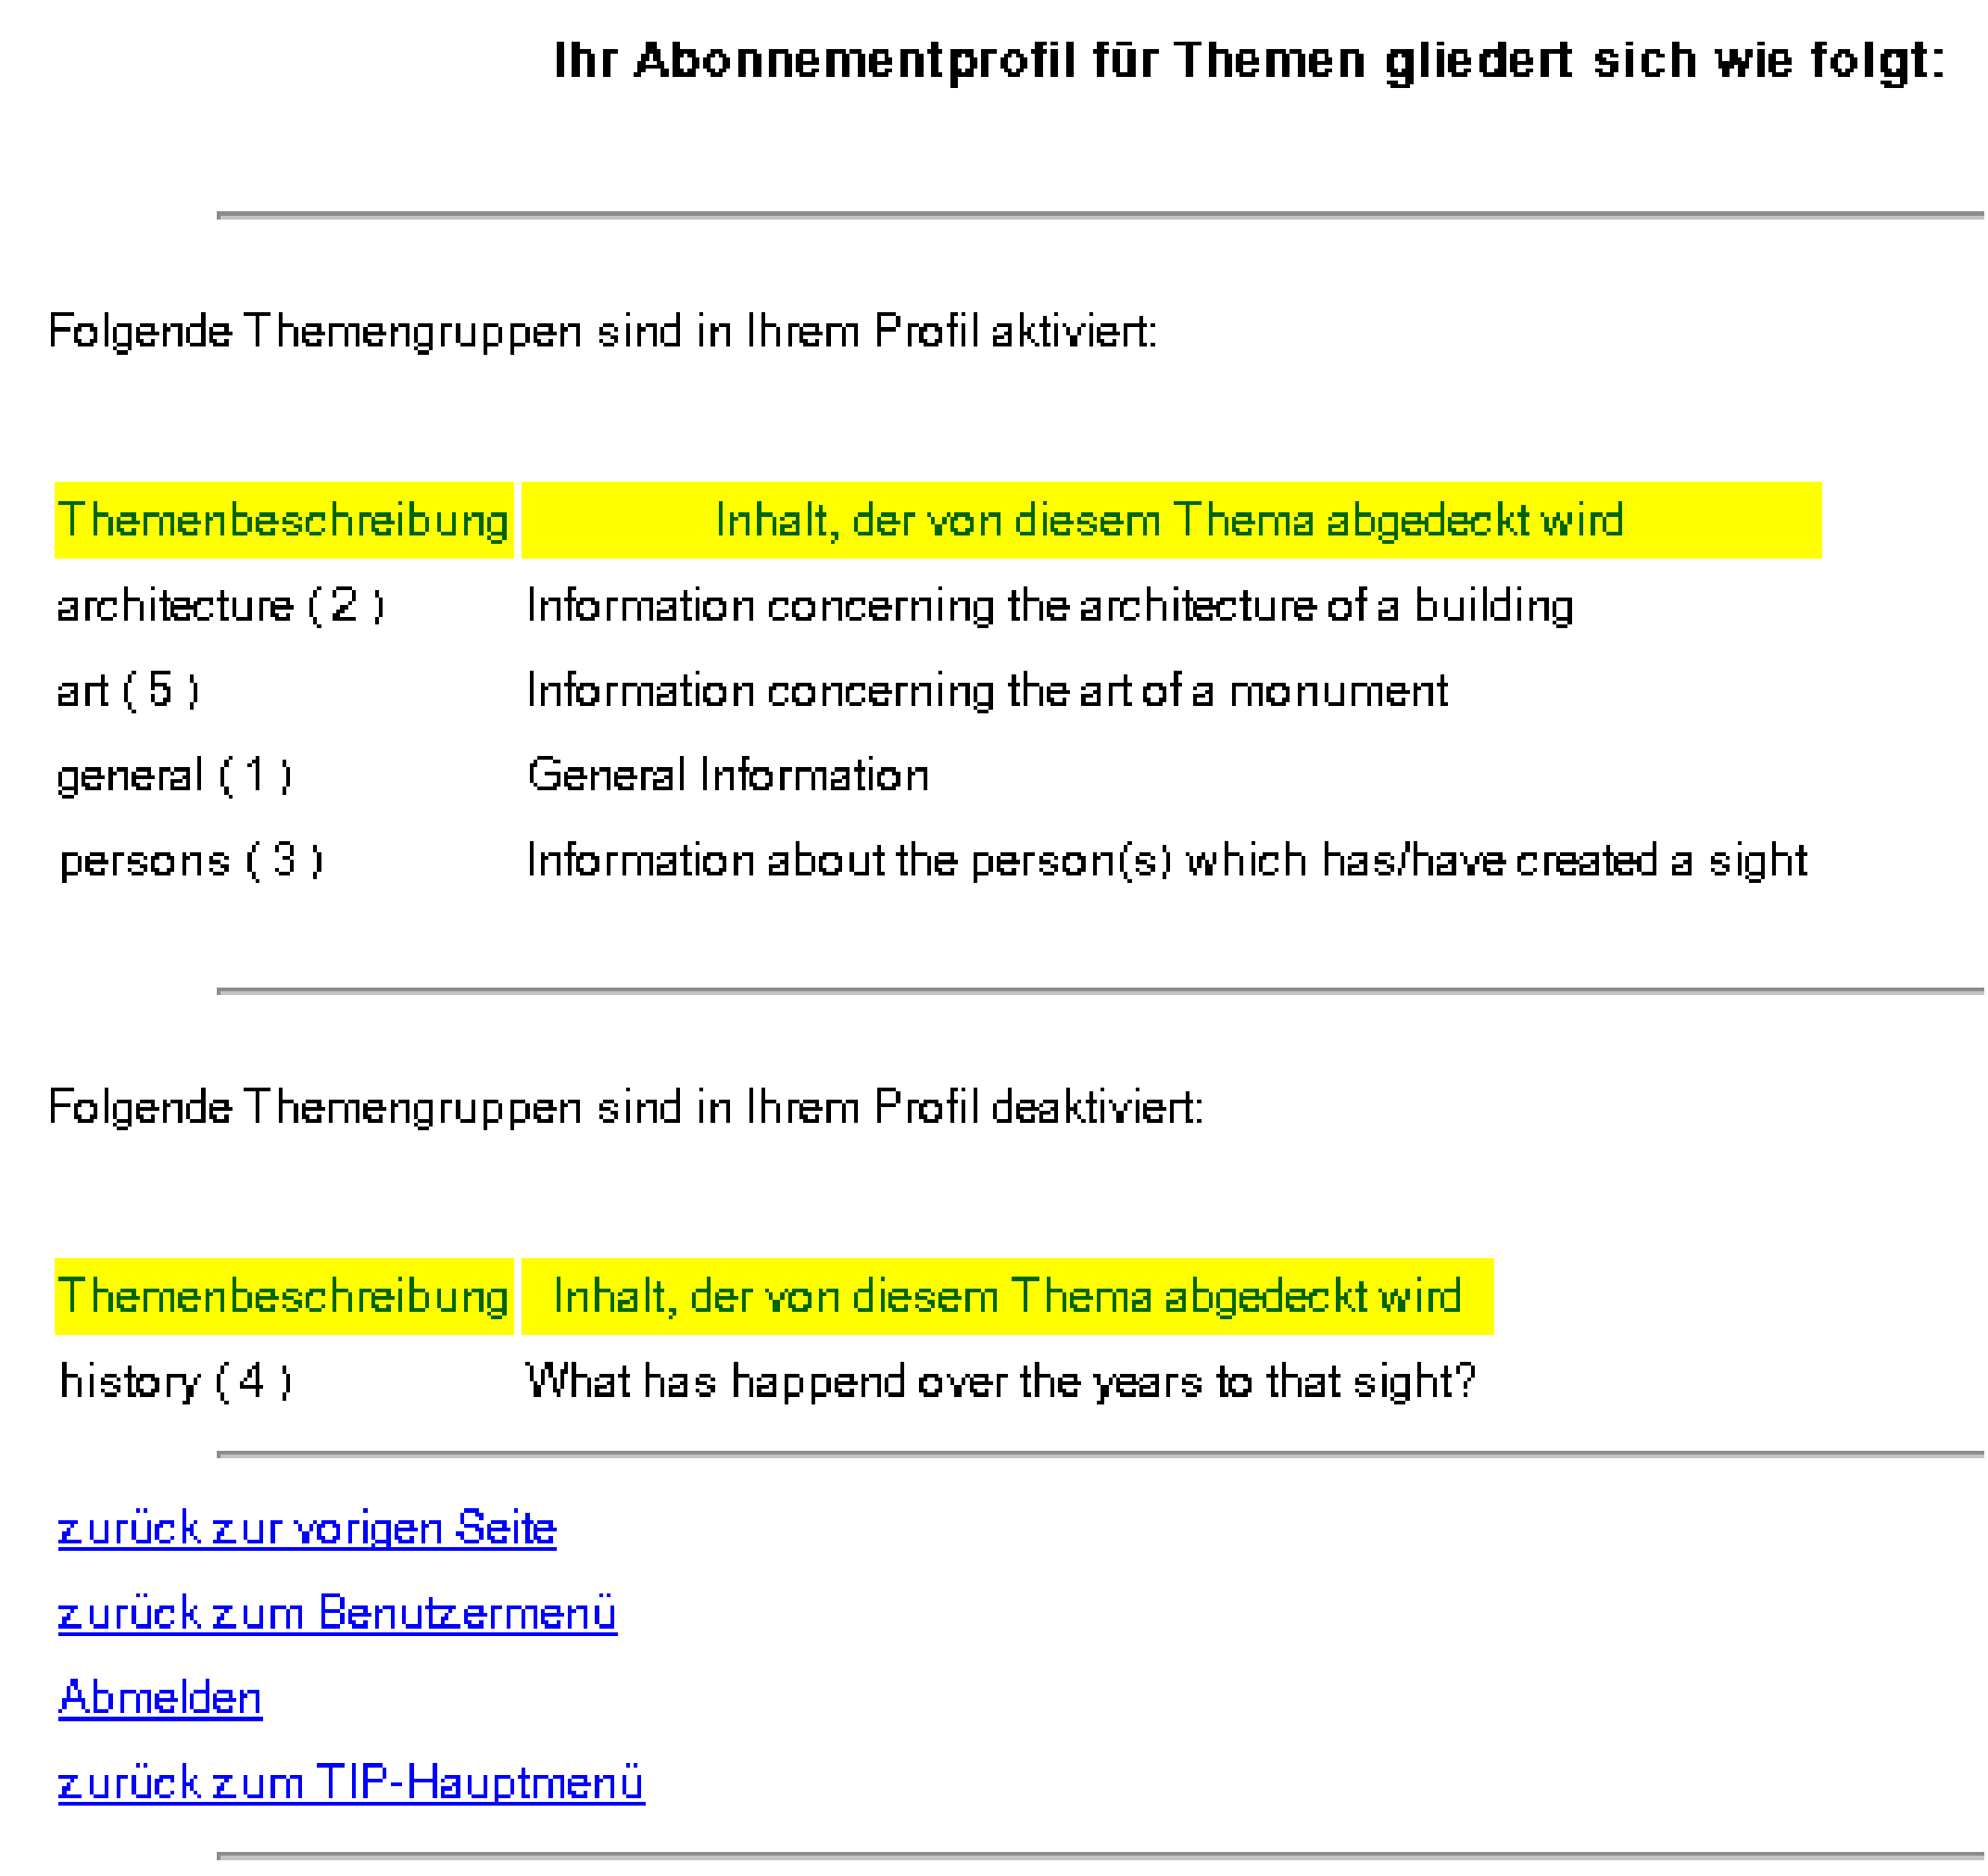 Ihr Abonnementprofil für Themen gliedert sich wie folgt:
Folgende Themengruppen sind in Ihrem Profil aktiviert:
Themenbeschreibung Inhalt, der von diesem Thema abgedeckt wird
architecture ( 2 ) Information concerning the architecture of a building
art ( 5 ) Information concerning the art of a monument
general ( 1 ) General Information
persons ( 3 ) Information about the person(s) which has/have created a sight
Folgende Themengruppen sind in Ihrem Profil deaktiviert:
Themenbeschreibung Inhalt, der von diesem Thema abgedeckt wird
history ( 4 ) What has happend over the years to that sight?
zurück zur vorigen Seite
zurück zum Benutzermenü
Abmelden
zurück zum TIP-Hauptmenü